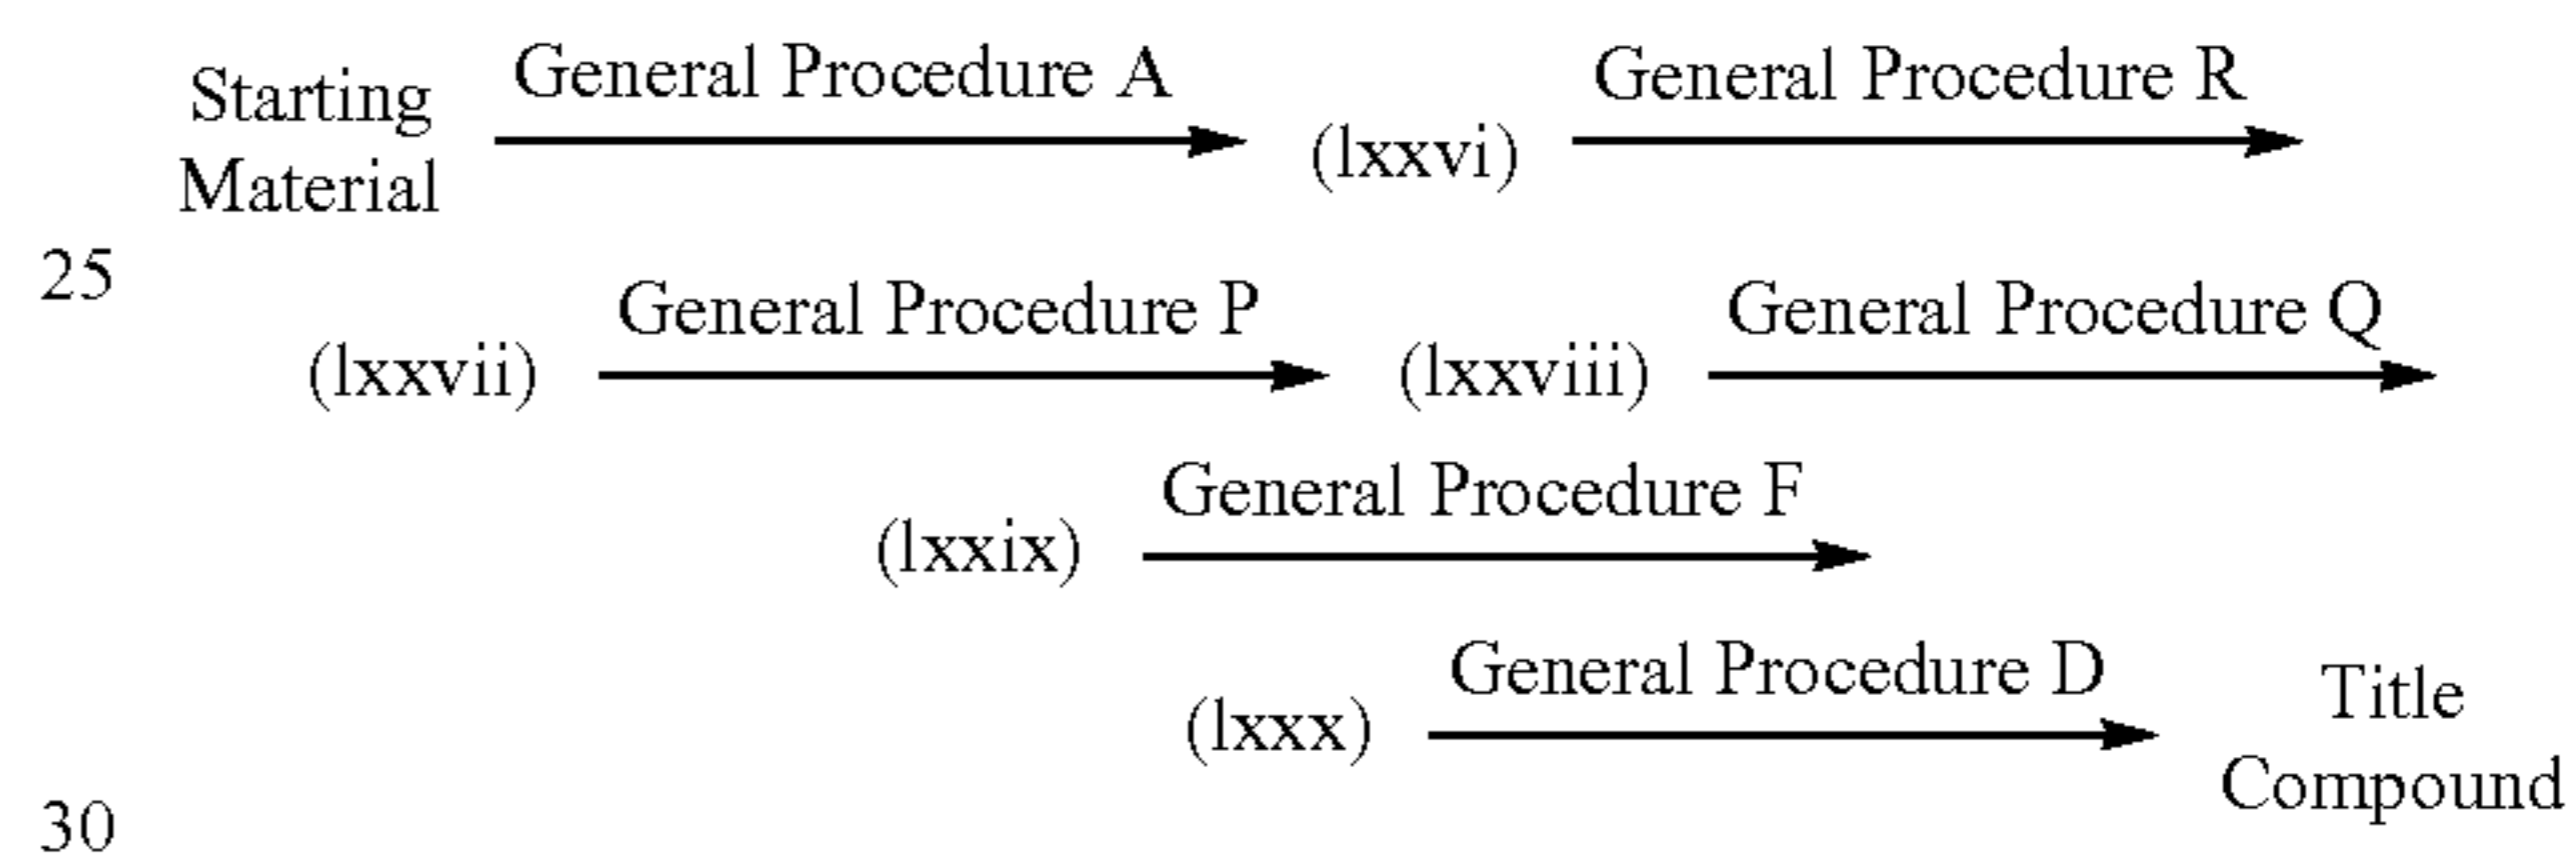 Starting Material General Procedure A (lxxvi) General Procedure R
25
(lxxvii) General Procedure P (lxxviii) General Procedure Q
(lxxix) General Procedure F
(lxxx) General Procedure D Title Compound
30